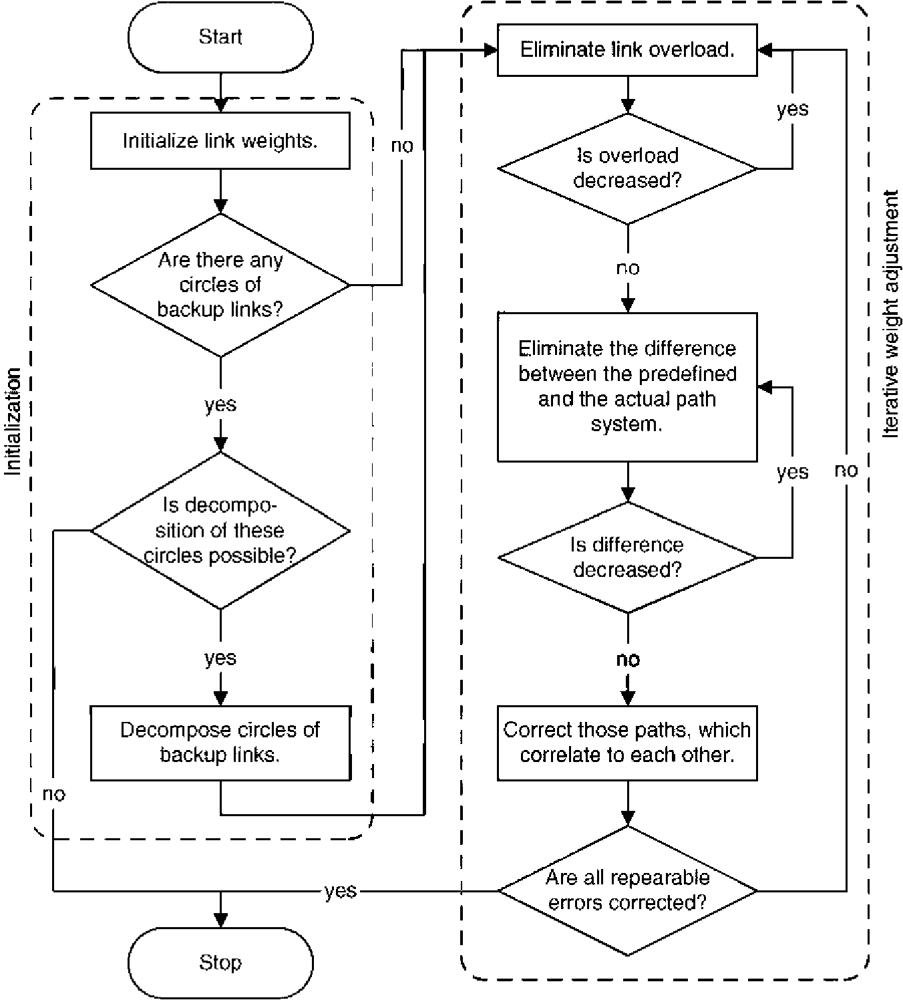 Start
Initialization
Initialize link weights.
Are there any
circles of
backup links?
no
yes
Is decompo-
sition of these
circles possible?
yes
Decompose circles of
backup links.
no
Stop
Iterative weight adjustment
Eliminate link overload.
yes
Is overload
decreased?
no
Eliminate the difference
between the predefined
and the actual path
system.
yes
no
Is difference
decreased?
no
Correct those paths, which
correlate to each other.
Are all repearable
errors corrected?
yes